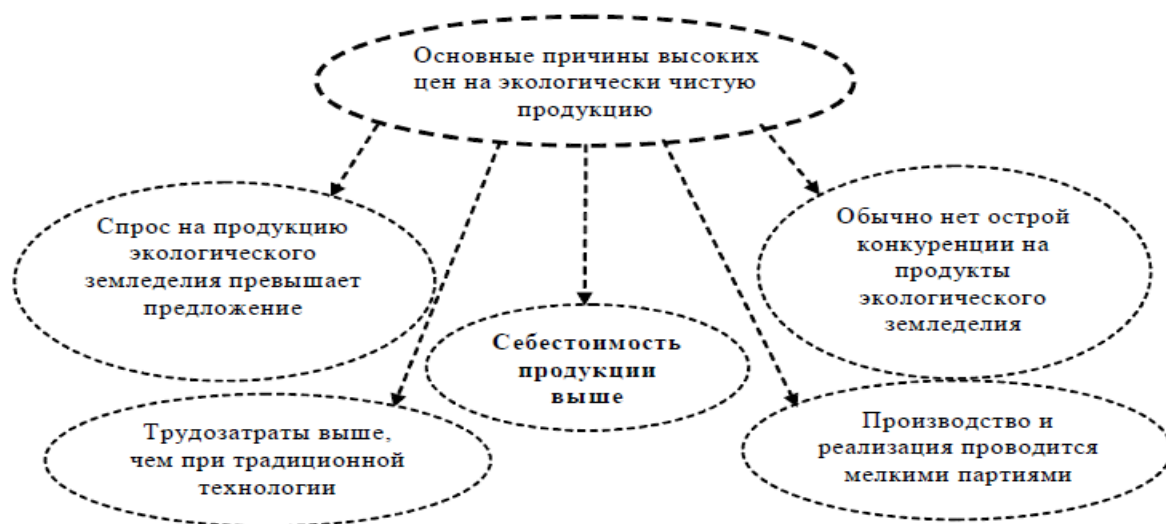 Основные причины высоких
цен на экологически чистую
продукцию
Спрос на продукцию
экологического
земледелия превышает
предложение
Трудозатраты выше,
чем при традиционной
технологии
Себестоимость
продукции
выше
Производство и
реализация проводится
мелкими партиями
Обычно нет острой
конкуренции на
продукты
экологического
земледелия